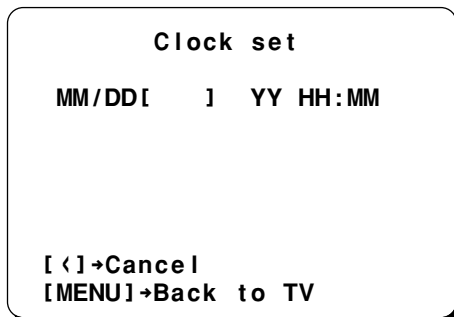 Clock set
MM/DD[    ]  YY HH:MM
[<]→Cancel
[MENU]→Back to TV